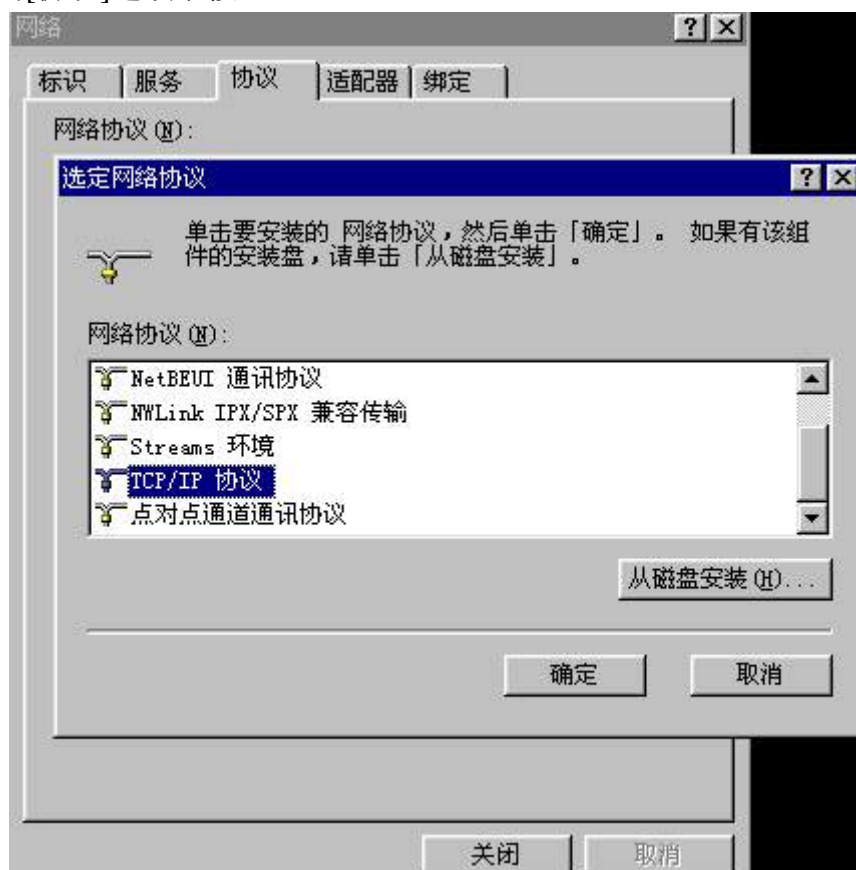 网络
标识 服务 协议 适配器 绑定
网络协议(N):
选定网络协议
单击要安装的 网络协议，然后单击「确定」。 如果有该组
件的安装盘，请单击「从磁盘安装」。
网络协议(N):
NetBEUI 通讯协议
NWLink IPX/SPX 兼容传输
Streams 环境
TCP/IP 协议
点对点通道通讯协议
从磁盘安装(H)...
确定 取消
关闭 取消